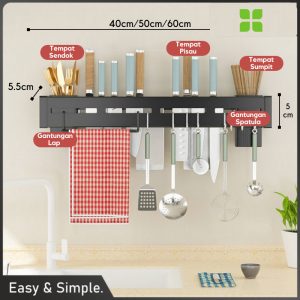 40cm/50cm/60cm
Tempat
Sendok
Tempat
Pisau
Tempat
Sumpit
5.5cm
5
cm
Gantungan
Lap
Gantungan
Spatula
Easy & Simple.